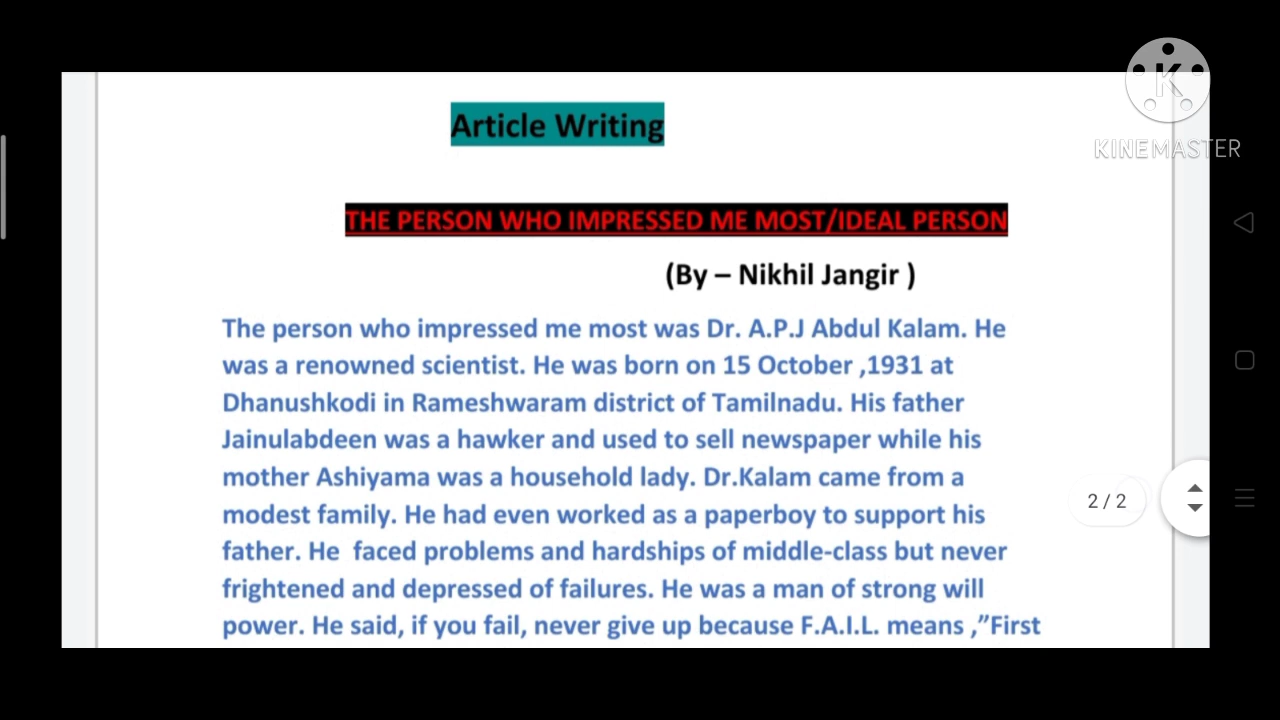 Article Writing
KINEMASTER
THE PERSON WHO IMPRESSED ME MOST/IDEAL PERSON
(By – Nikhil Jangir )
The person who impressed me most was Dr. A.P.J Abdul Kalam. He
was a renowned scientist. He was born on 15 October ,1931 at
Dhanushkodi in Rameshwaram district of Tamilnadu. His father
Jainulabdeen was a hawker and used to sell newspaper while his
mother Ashiyama was a household lady. Dr.Kalam came from a
modest family. He had even worked as a paperboy to support his
2 / 2
father. He  faced problems and hardships of middle-class but never
frightened and depressed of failures. He was a man of strong will
power. He said, if you fail, never give up because F.A.I.L. means ,”First